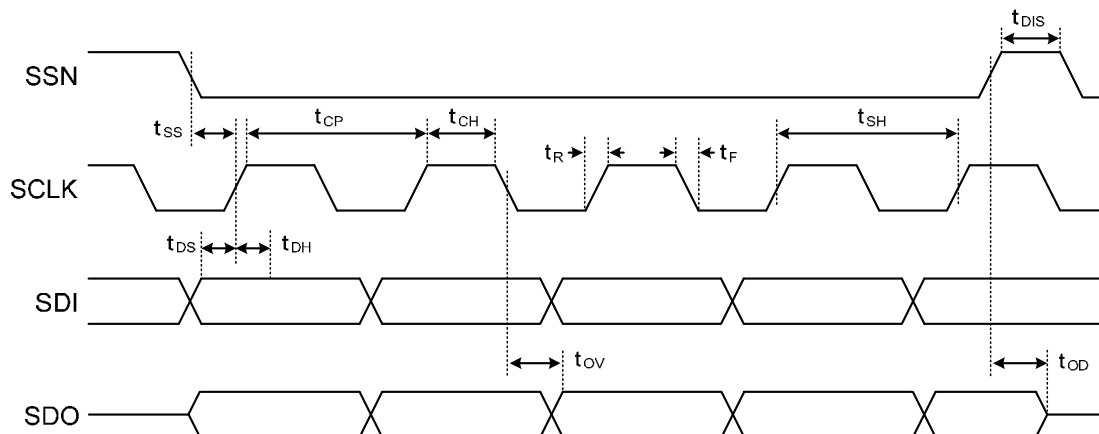 tDIS
SSN
tSS
tCP
tCH
tSH
tR
tF
SCLK
tDS
tDH
SDI
tOV
tOD
SDO